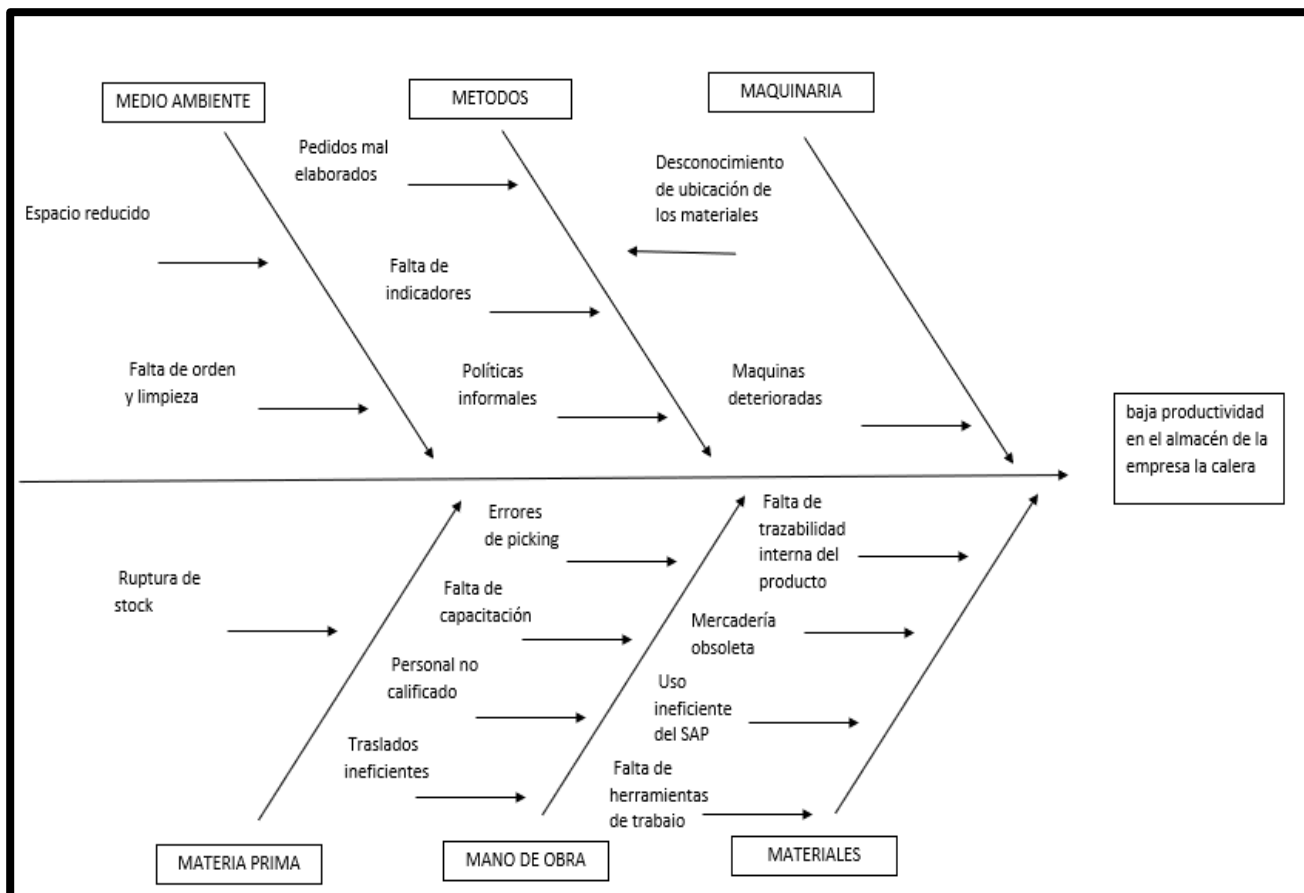 MEDIO AMBIENTE
METODOS
MAQUINARIA
Pedidos mal
elaborados
Desconocimiento
de ubicación de
los materiales
Espacio reducido
Falta de
indicadores
Falta de orden
y limpieza
Políticas
informales
Maquinas
deterioradas
baja productividad
en el almacén de la
empresa la calera
Errores
de picking
Falta de
trazabilidad
interna del
producto
Ruptura de
stock
Falta de
capacitación
Mercadería
obsoleta
Personal no
calificado
Uso
ineficiente
del SAP
Traslados
ineficientes
Falta de
herramientas
de trabaio
MATERIA PRIMA
MANO DE OBRA
MATERIALES